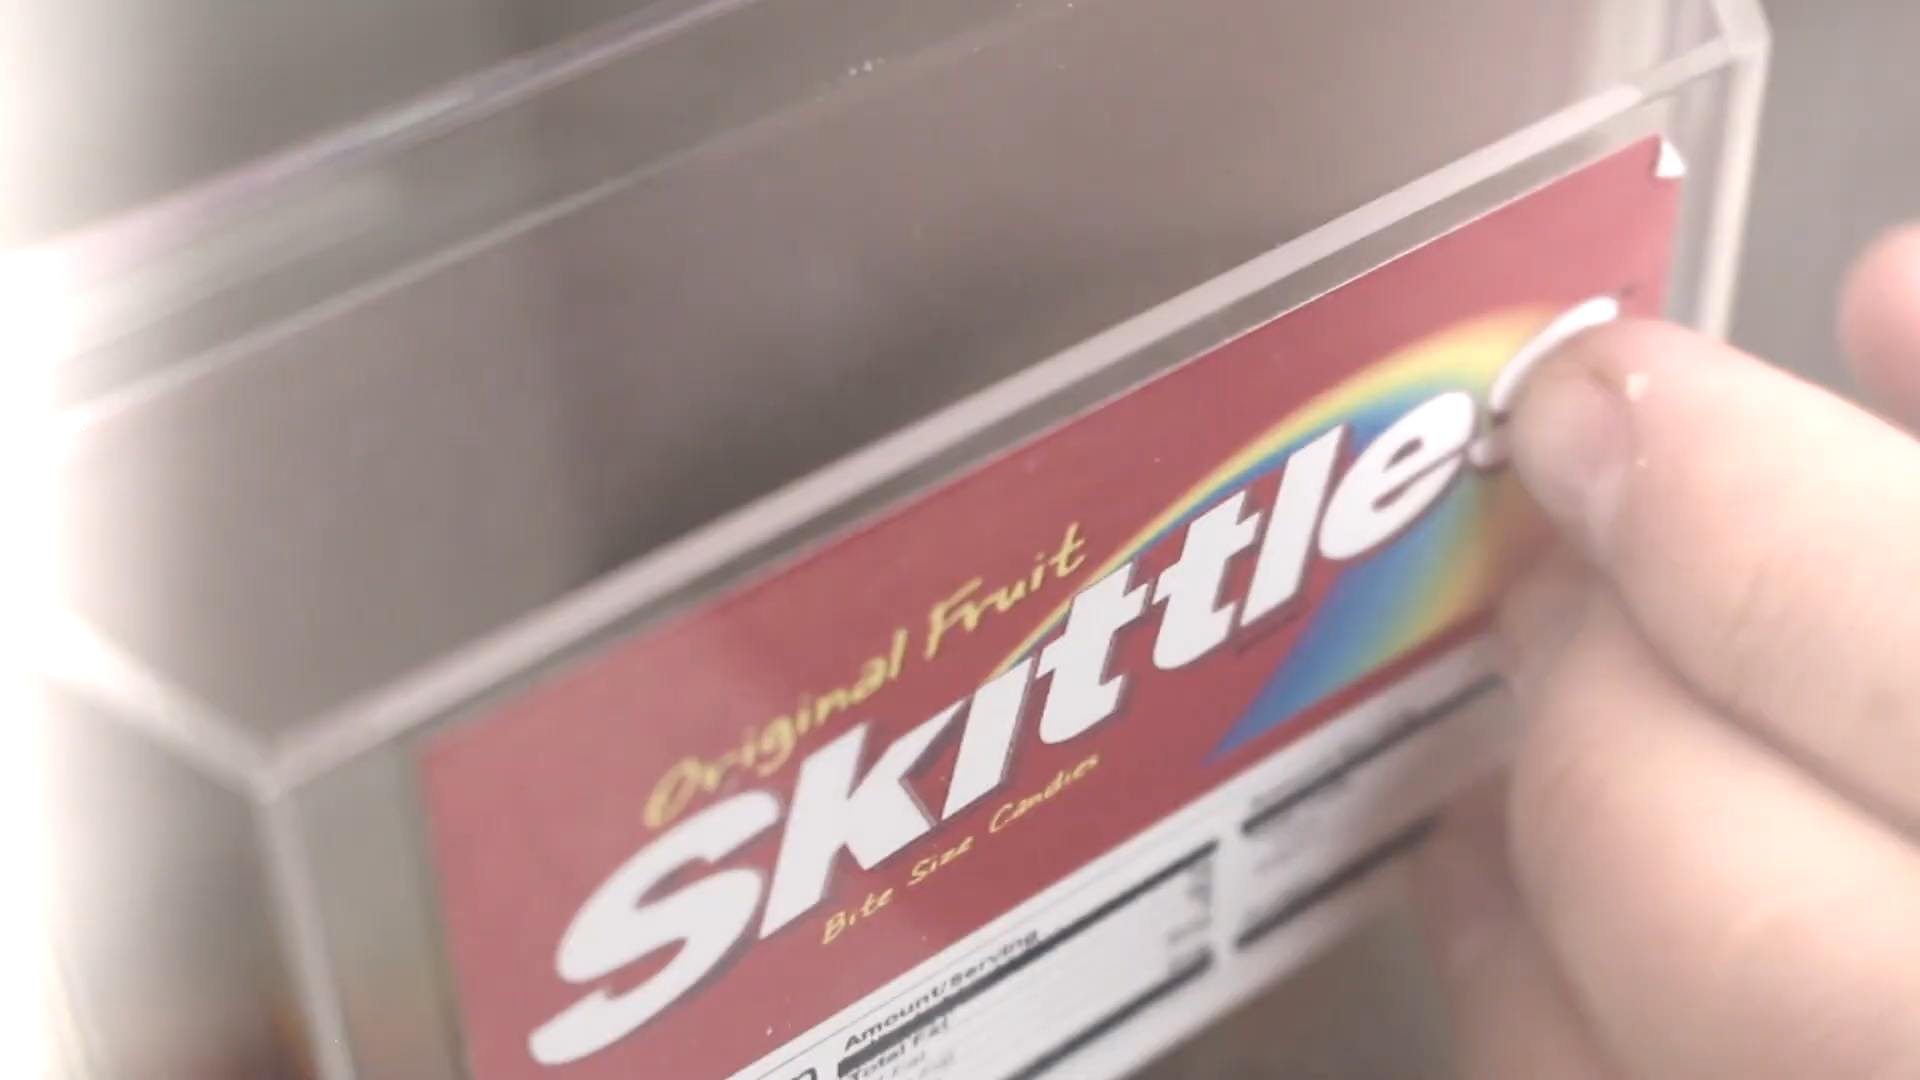 Original Fruit
Skittles
Bite Size Candies
Amount/Serving
Total Fat